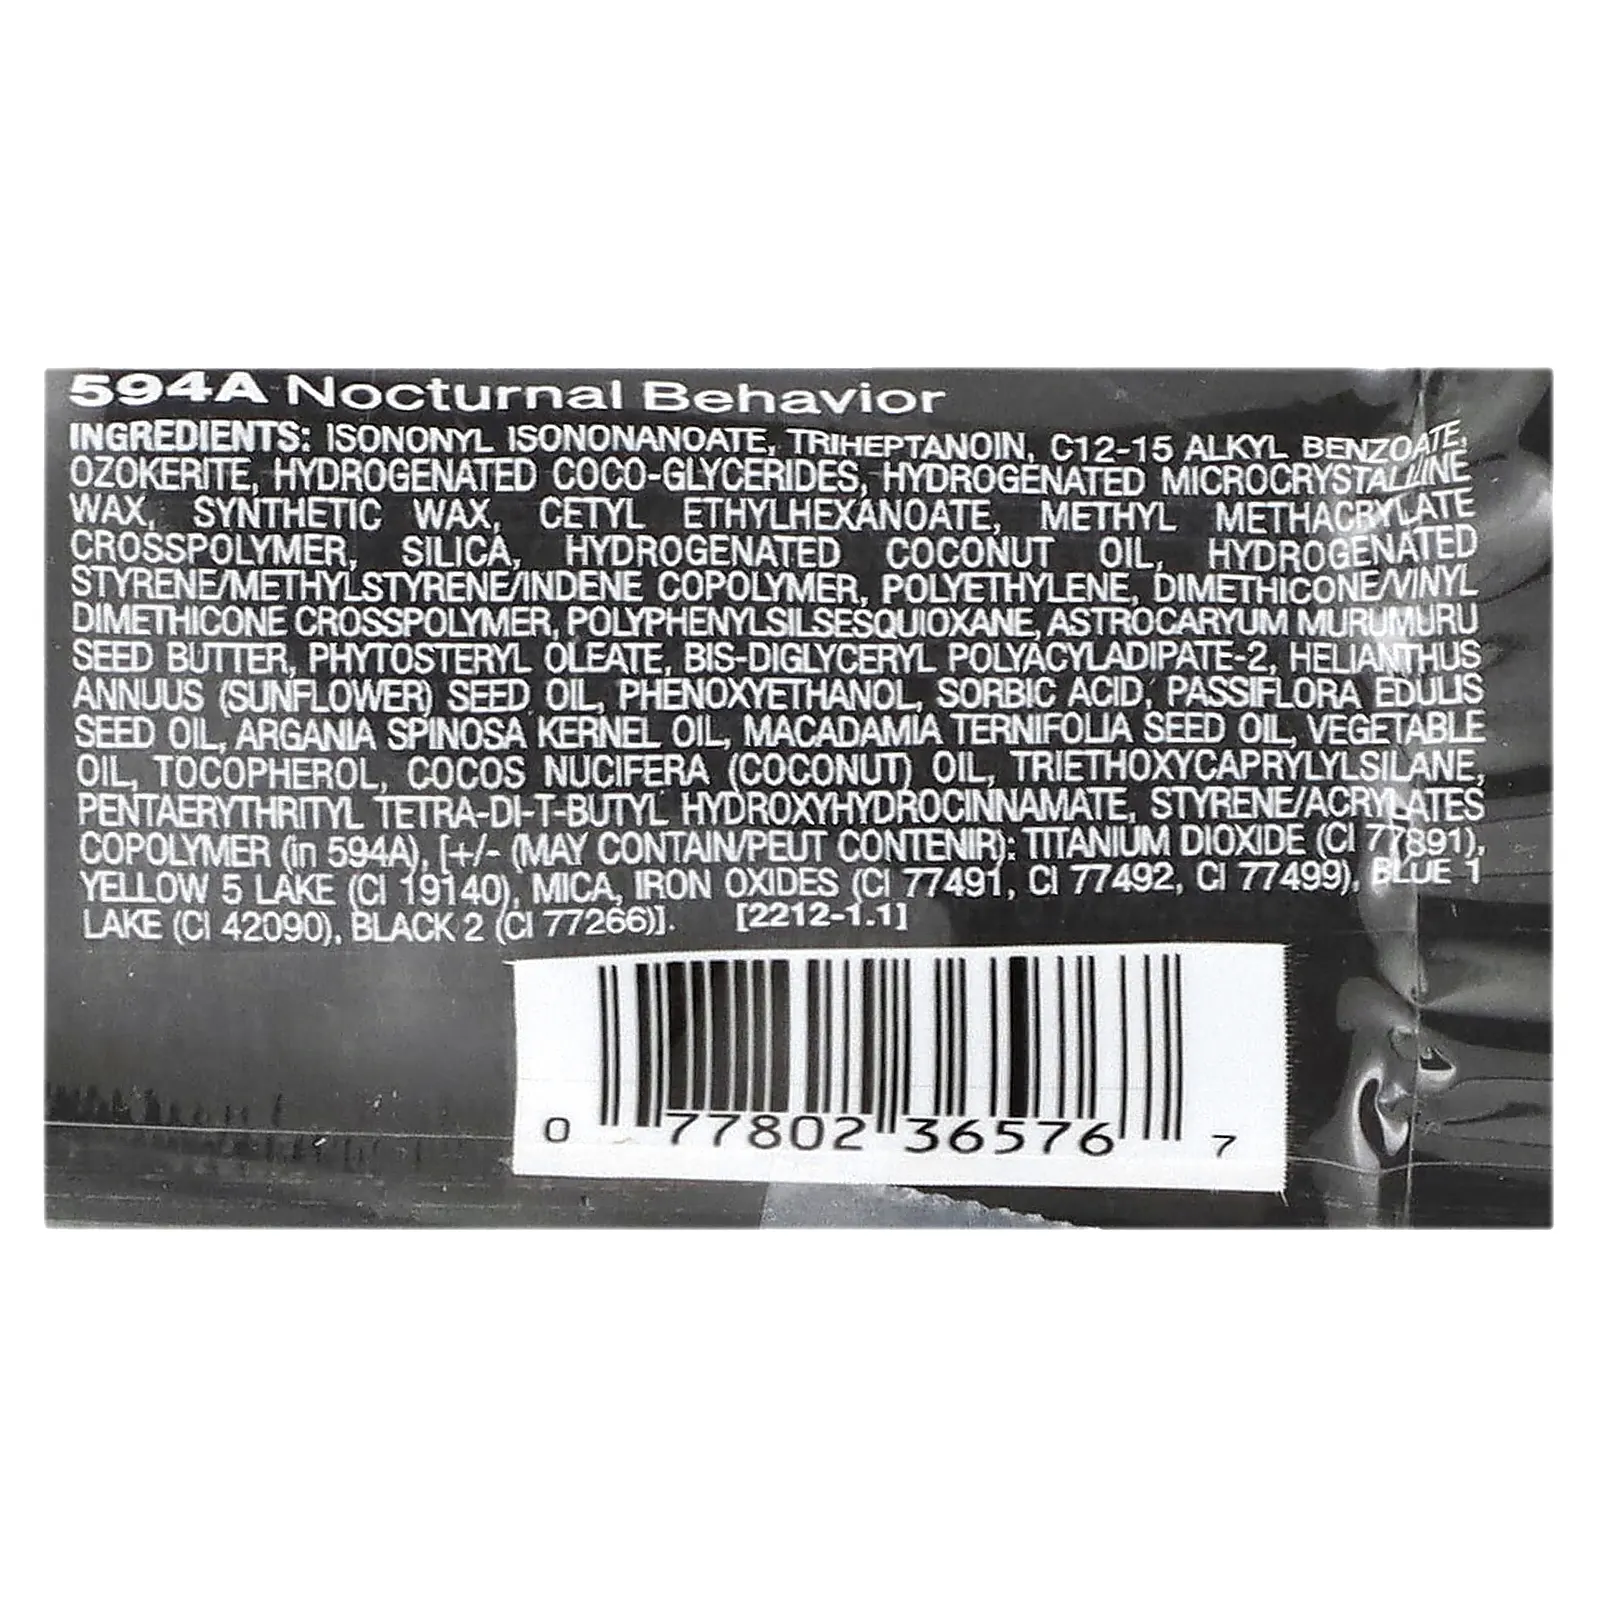 594A Nocturnal Behavior
INGREDIENTS: ISONONYL ISONONANOATE, TRIHEPTANOIN, C12-15 ALKYL BENZOATE,
OZOKERITE, HYDROGENATED COCO-GLYCERIDES, HYDROGENATED MICROCRYSTALLINE
WAX, SYNTHETIC WAX, CETYL ETHYLHEXANOATE, METHYL METHACRYLATE
CROSSPOLYMER, SILICA, HYDROGENATED COCONUT OIL, HYDROGENATED
STYRENE/METHYLSTYRENE/INDENE COPOLYMER, POLYETHYLENE, DIMETHICONE/VINYL
DIMETHICONE CROSSPOLYMER, POLYPHENYLSILSESQUIOXANE, ASTROCARYUM MURUMURU
SEED BUTTER, PHYTOSTERYL OLEATE, BIS-DIGLYCERYL POLYACYLADIPATE-2, HELIANTHUS
ANNUUS (SUNFLOWER) SEED OIL, PHENOXYETHANOL, SORBIC ACID, PASSIFLORA EDULIS
SEED OIL, ARGANIA SPINOSA KERNEL OIL, MACADAMIA TERNIFOLIA SEED OIL, VEGETABLE
OIL, TOCOPHEROL, COCOS NUCIFERA (COCONUT) OIL, TRIETHOXYCAPRYLYLSILANE,
PENTAERYTHRITYL TETRA-DI-T-BUTYL HYDROXYHYDROCINNAMATE, STYRENE/ACRYLATES
COPOLYMER (in 594A), [+/- (MAY CONTAIN/PEUT CONTENIR): TITANIUM DIOXIDE (CI 77891),
YELLOW 5 LAKE (CI 19140), MICA, IRON OXIDES (CI 77491, CI 77492, CI 77499), BLUE 1
LAKE (CI 42090), BLACK 2 (CI 77266)]. [2212-1.1]
0 77802 36576 7